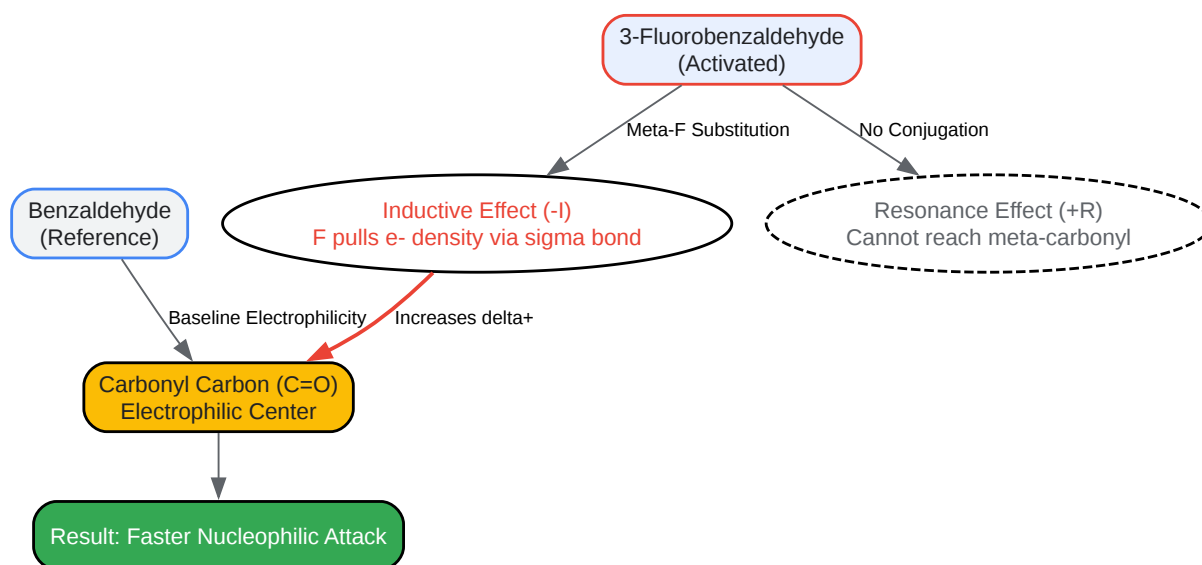 3-Fluorobenzaldehyde
(Activated)
Meta-F Substitution
No Conjugation
Benzaldehyde
(Reference)
Inductive Effect (-I)
F pulls e- density via sigma bond
Resonance Effect (+R)
Cannot reach meta-carbonyl
Baseline Electrophilicity
Increases delta+
Carbonyl Carbon (C=O)
Electrophilic Center
Result: Faster Nucleophilic Attack